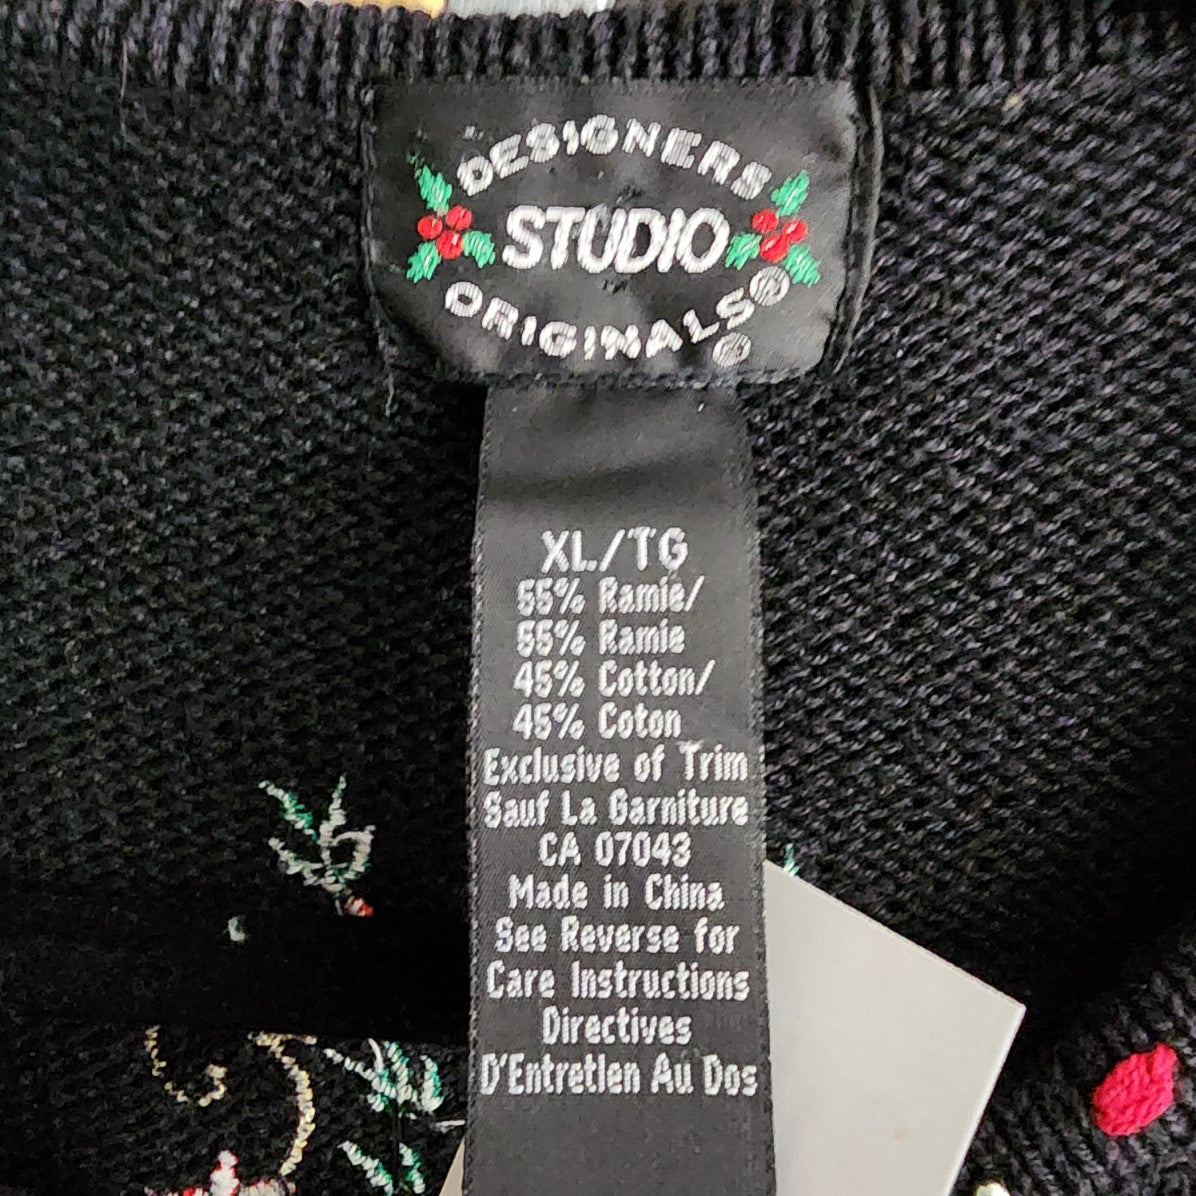 DESIGNERS
STUDIO
ORIGINALS®
XL/TG
55% Ramie/
55% Ramie
45% Cotton/
45% Coton
Exclusive of Trim
Sauf La Garniture
CA 07043
Made in China
See Reverse for
Care Instructions
Directives
D'Entretien Au Dos